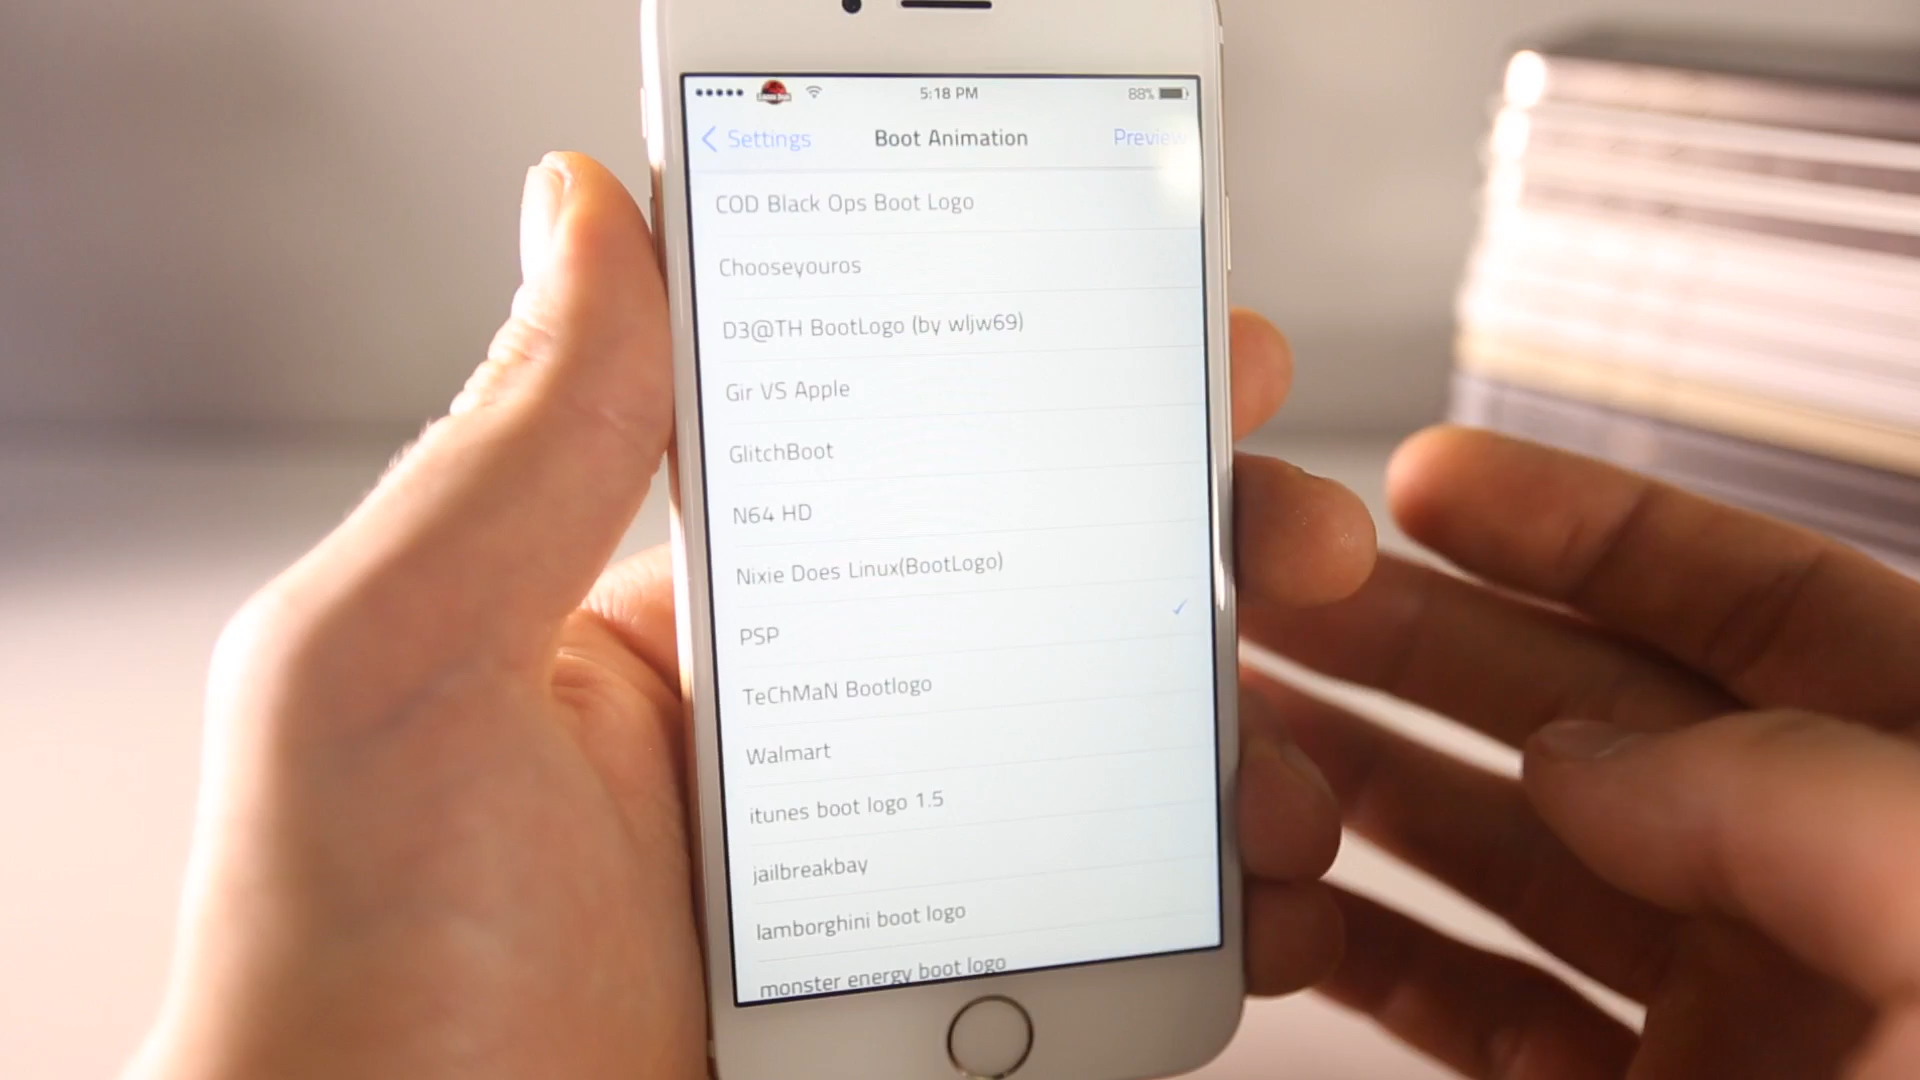 5:18 PM
88%
Settings
Boot Animation
Preview
COD Black Ops Boot Logo
Chooseyouros
D3@TH BootLogo (by wljw69)
Gir VS Apple
GlitchBoot
N64 HD
Nixie Does Linux(BootLogo)
PSP
TeChMaN Bootlogo
Walmart
itunes boot logo 1.5
jailbreakbay
lamborghini boot logo
monster energy boot logo